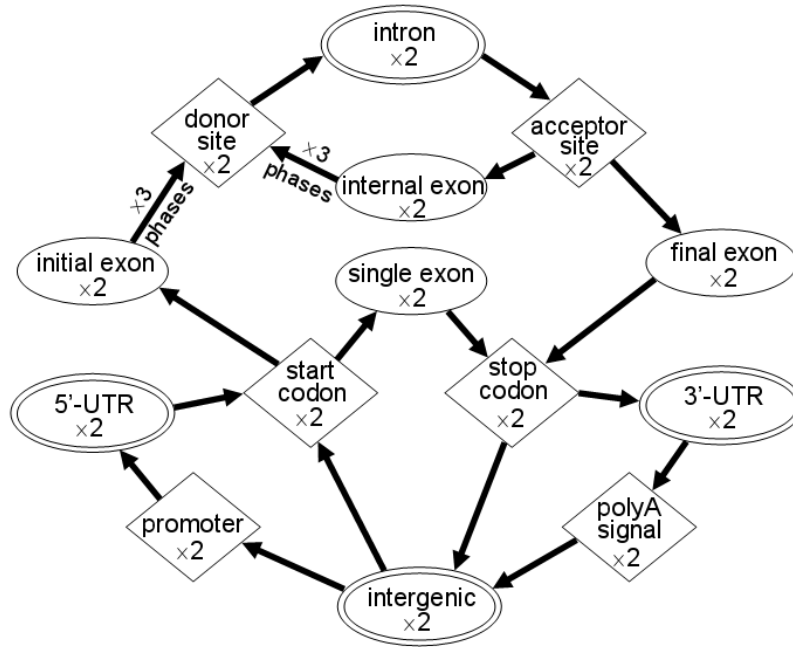 intron
×2
donor
site
×2
acceptor
site
×2
×3
phases
internal exon
×2
×3
phases
initial exon
×2
single exon
×2
final exon
×2
start
codon
×2
stop
codon
×2
5’-UTR
×2
3’-UTR
×2
promoter
×2
polyA
signal
×2
intergenic
×2